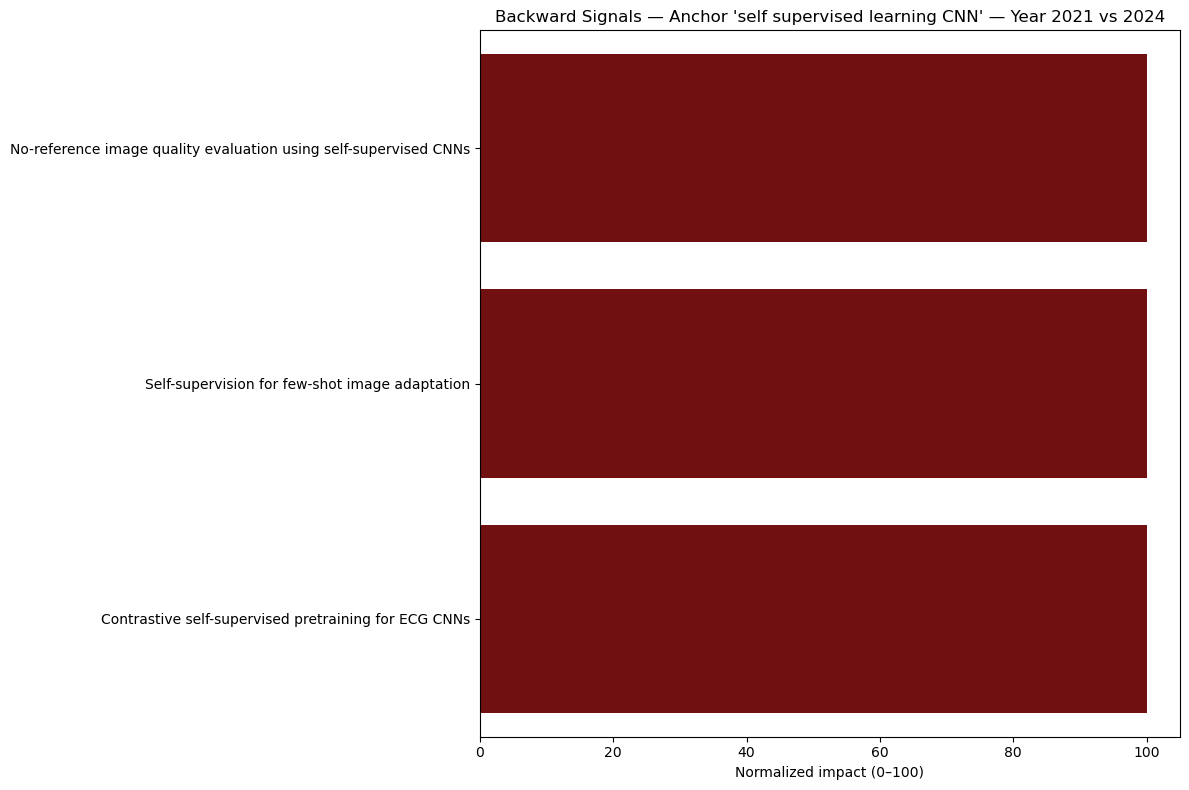 Backward Signals — Anchor 'self supervised learning CNN' — Year 2021 vs 2024
No-reference image quality evaluation using self-supervised CNNs
Self-supervision for few-shot image adaptation
Contrastive self-supervised pretraining for ECG CNNs
0 20 40 60 80 100
Normalized impact (0–100)